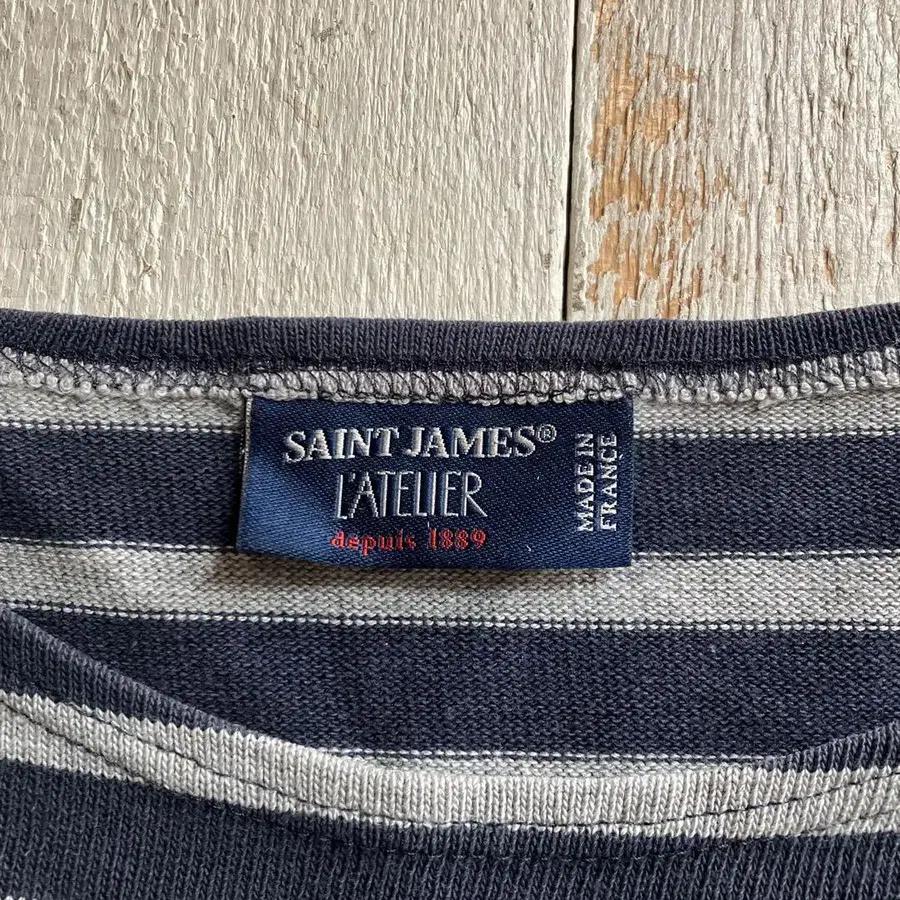 SAINT JAMES®
L'ATELIER
depuis 1889
MADE IN
FRANCE